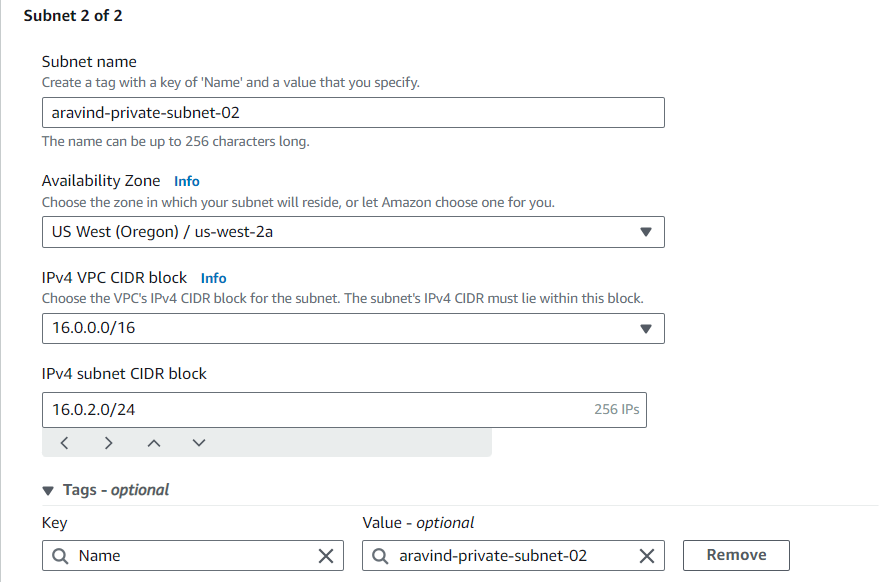 Subnet 2 of 2
Subnet name
Create a tag with a key of 'Name' and a value that you specify.
aravind-private-subnet-02
The name can be up to 256 characters long.
Availability Zone Info
Choose the zone in which your subnet will reside, or let Amazon choose one for you.
US West (Oregon) / us-west-2a
IPv4 VPC CIDR block Info
Choose the VPC's IPv4 CIDR block for the subnet. The subnet's IPv4 CIDR must lie within this block.
16.0.0.0/16
IPv4 subnet CIDR block
16.0.2.0/24 256 IPs
Tags - optional
Key Value - optional
Name aravind-private-subnet-02 Remove